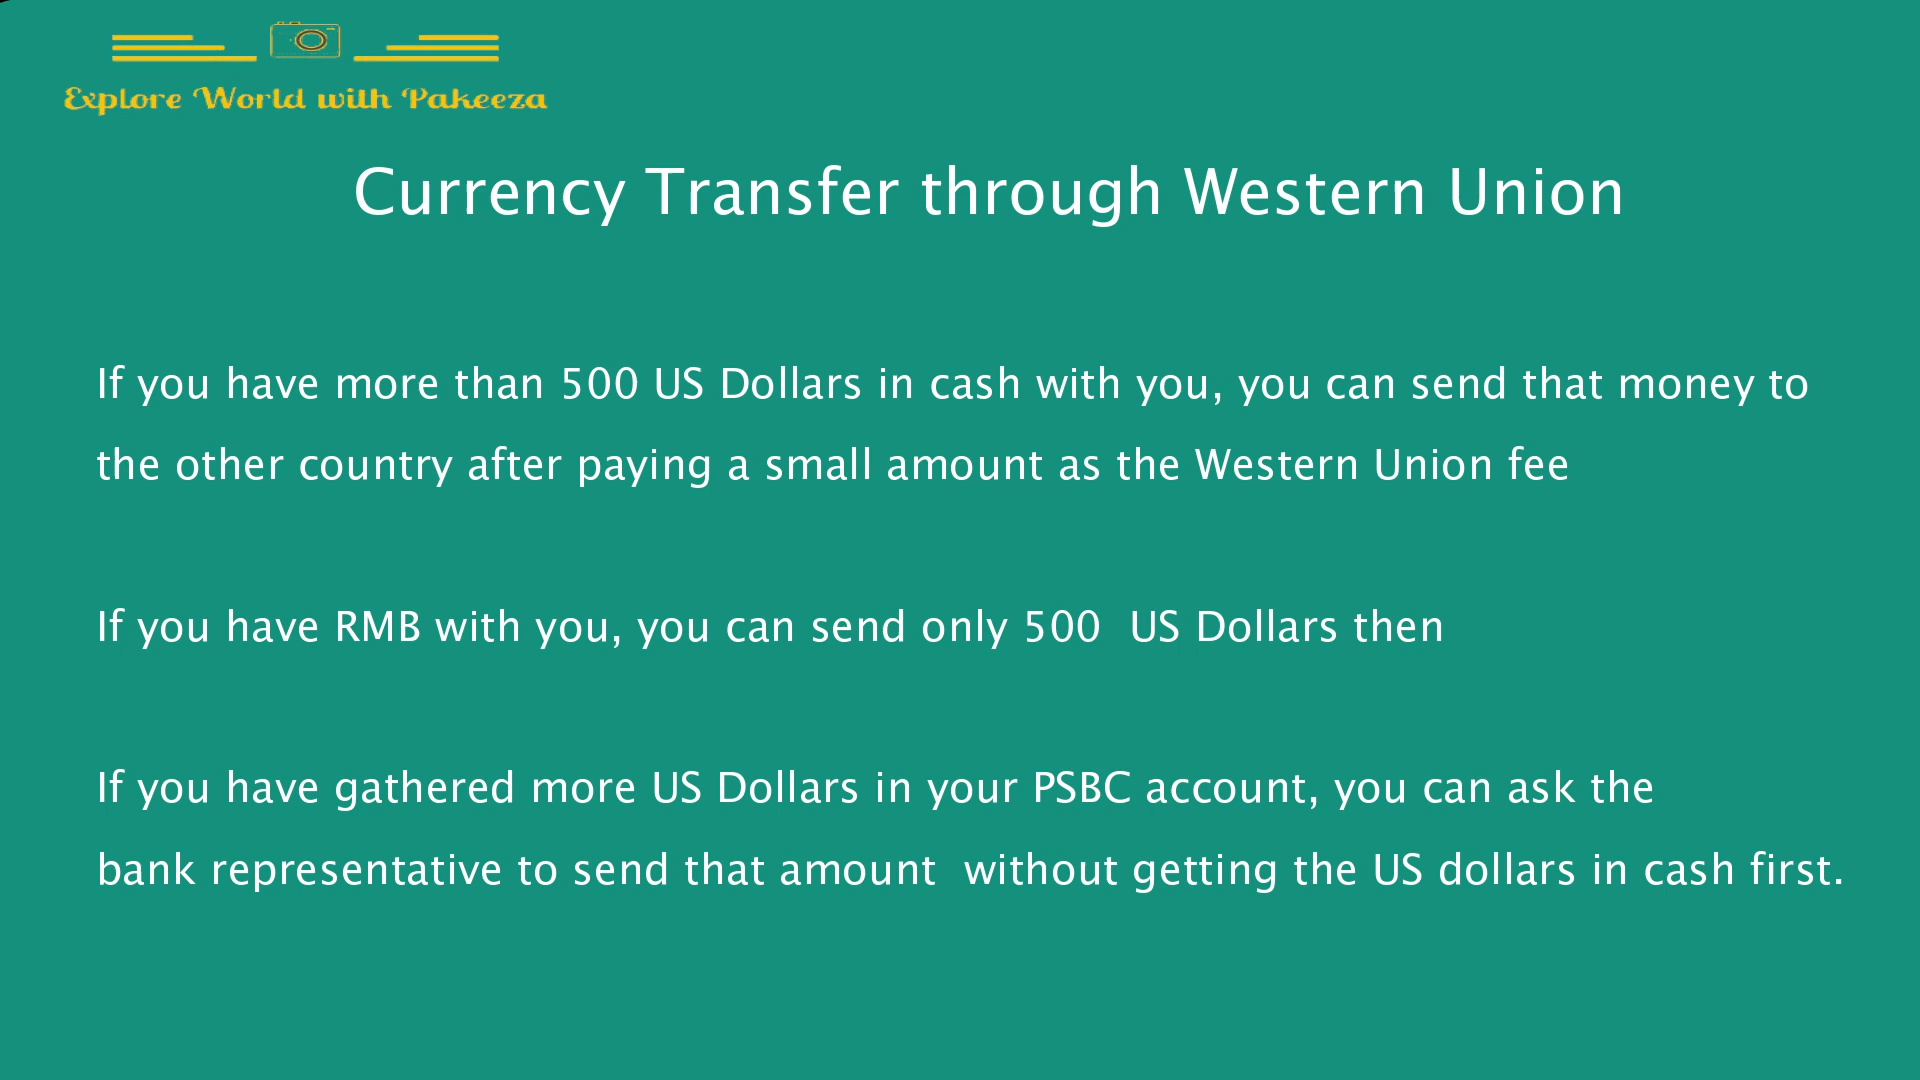 Explore World with Pakeeza
Currency Transfer through Western Union
If you have more than 500 US Dollars in cash with you, you can send that money to
the other country after paying a small amount as the Western Union fee
If you have RMB with you, you can send only 500  US Dollars then
If you have gathered more US Dollars in your PSBC account, you can ask the
bank representative to send that amount  without getting the US dollars in cash first.